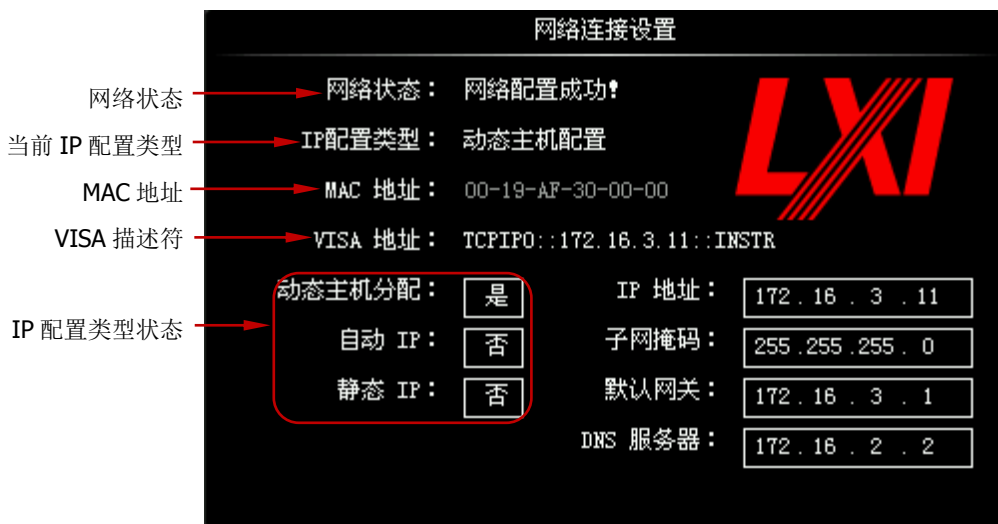 网络连接设置
网络状态
网络状态： 网络配置成功!
当前 IP 配置类型
IP配置类型： 动态主机配置
MAC 地址
MAC 地址： 00-19-AF-30-00-00
VISA 描述符
VISA 地址： TCPIP0::172.16.3.11::INSTR
LXI
IP 配置类型状态
动态主机分配： 是 IP 地址： 172 . 16 . 3 . 11
自动 IP： 否 子网掩码： 255 .255 .255 . 0
静态 IP： 否 默认网关： 172 . 16 . 3 . 1
DNS 服务器： 172 . 16 . 2 . 2